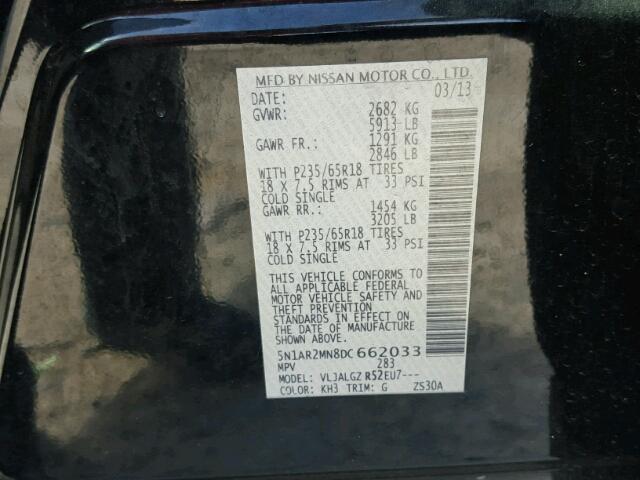 MFD BY NISSAN MOTOR CO., LTD.
DATE: 03/13
GVWR: 2682 KG
5913 LB
GAWR FR.: 1291 KG
2846 LB
WITH P235/65R18 TIRES
18 X 7.5 RIMS AT 33 PSI
COLD SINGLE
GAWR RR.: 1454 KG
3205 LB
WITH P235/65R18 TIRES
18 X 7.5 RIMS AT 33 PSI
COLD SINGLE
THIS VEHICLE CONFORMS TO
ALL APPLICABLE FEDERAL
MOTOR VEHICLE SAFETY AND
THEFT PREVENTION
STANDARDS IN EFFECT ON
THE DATE OF MANUFACTURE
SHOWN ABOVE.
5N1AR2MN8DC662033
MPV 283
MODEL: VL3ALGZ R52EU7---
COLOR: KH3 TRIM: G ZS30A